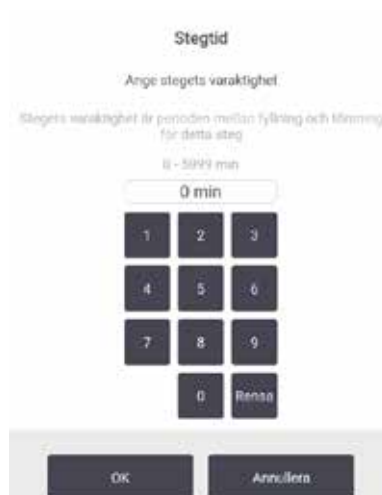 Stegtid
Ange stegets varaktighet
Stegets varaktighet är perioden mellan fyllning och tömning
för detta steg
0 - 5999 min
0 min
1 2 3
4 5 6
7 8 9
0 Rensa
OK Annullera